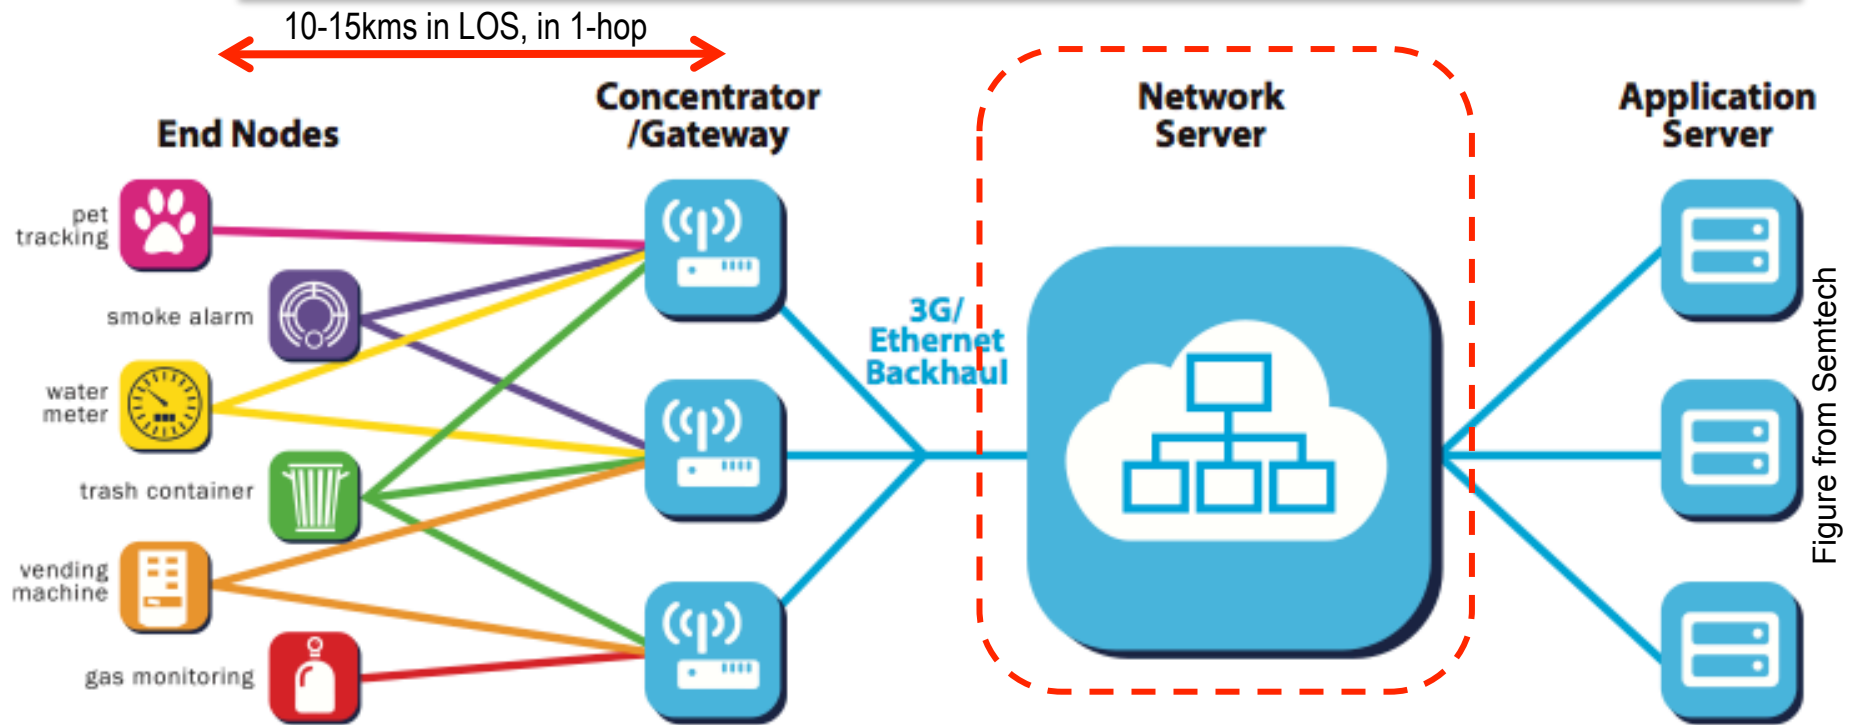 10-15kms in LOS, in 1-hop
End Nodes
Concentrator
/Gateway
Network
Server
Application
Server
pet
tracking
smoke alarm
water
meter
trash container
vending
machine
gas monitoring
3G/
Ethernet
Backhaul
Figure from Semtech